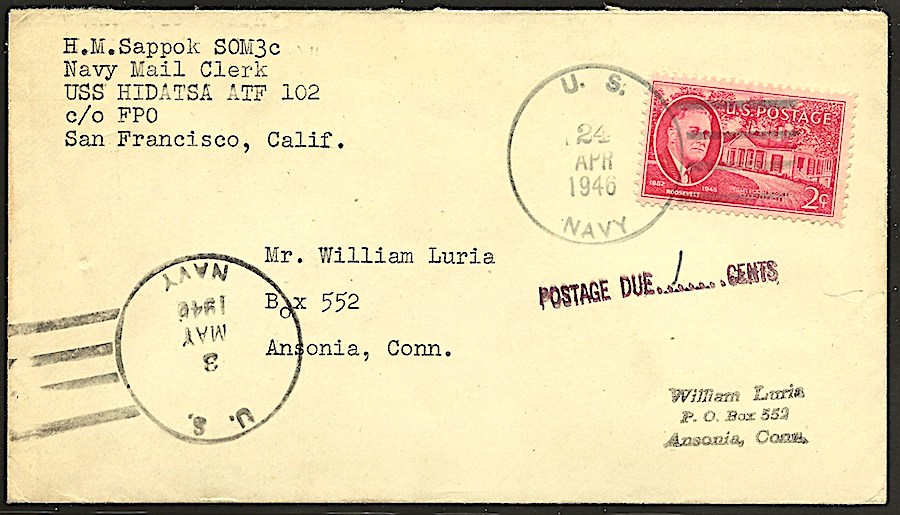 H.M.Sappok SOM3c
Navy Mail Clerk
USS HIDATSA ATF 102
c/o FPO
San Francisco, Calif.
U. S.
24
APR
1946
NAVY
U.S. POSTAGE
1882 1945
ROOSEVELT
2¢
Mr. William Luria
Box 552
Ansonia, Conn.
POSTAGE DUE 1 CENTS
NAVY
1946
MAY
3
U. S.
William Luria
P. O. Box 552
Ansonia, Conn.